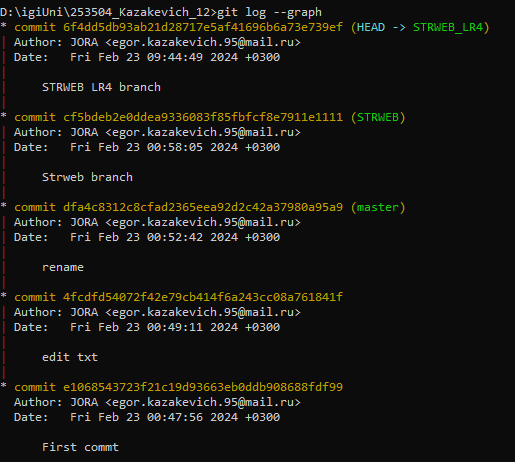 D:\igiUni\253504_Kazakevich_12>git log --graph
* commit 6f4dd5db93ab21d28717e5af41696b6a73e739ef (HEAD -> STRWEB_LR4)
| Author: JORA <egor.kazakevich.95@mail.ru>
| Date:   Fri Feb 23 09:44:49 2024 +0300
|
|     STRWEB LR4 branch
|
* commit cf5bdeb2e0ddea9336083f85fbfcf8e7911e1111 (STRWEB)
| Author: JORA <egor.kazakevich.95@mail.ru>
| Date:   Fri Feb 23 00:58:05 2024 +0300
|
|     Strweb branch
|
* commit dfa4c8312c8cfad2365eea92d2c42a37980a95a9 (master)
| Author: JORA <egor.kazakevich.95@mail.ru>
| Date:   Fri Feb 23 00:52:42 2024 +0300
|
|     rename
|
* commit 4fcdfd54072f42e79cb414f6a243cc08a761841f
| Author: JORA <egor.kazakevich.95@mail.ru>
| Date:   Fri Feb 23 00:49:11 2024 +0300
|
|     edit txt
|
* commit e1068543723f21c19d93663eb0ddb908688fdf99
  Author: JORA <egor.kazakevich.95@mail.ru>
  Date:   Fri Feb 23 00:47:56 2024 +0300

      First commt